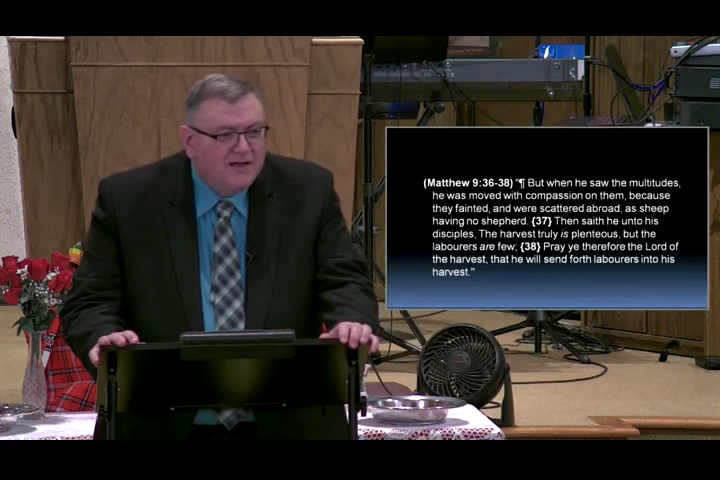 (Matthew 9:36-38) "¶ But when he saw the multitudes,
he was moved with compassion on them, because
they fainted, and were scattered abroad, as sheep
having no shepherd. {37} Then saith he unto his
disciples, The harvest truly is plenteous, but the
labourers are few; {38} Pray ye therefore the Lord of
the harvest, that he will send forth labourers into his
harvest."